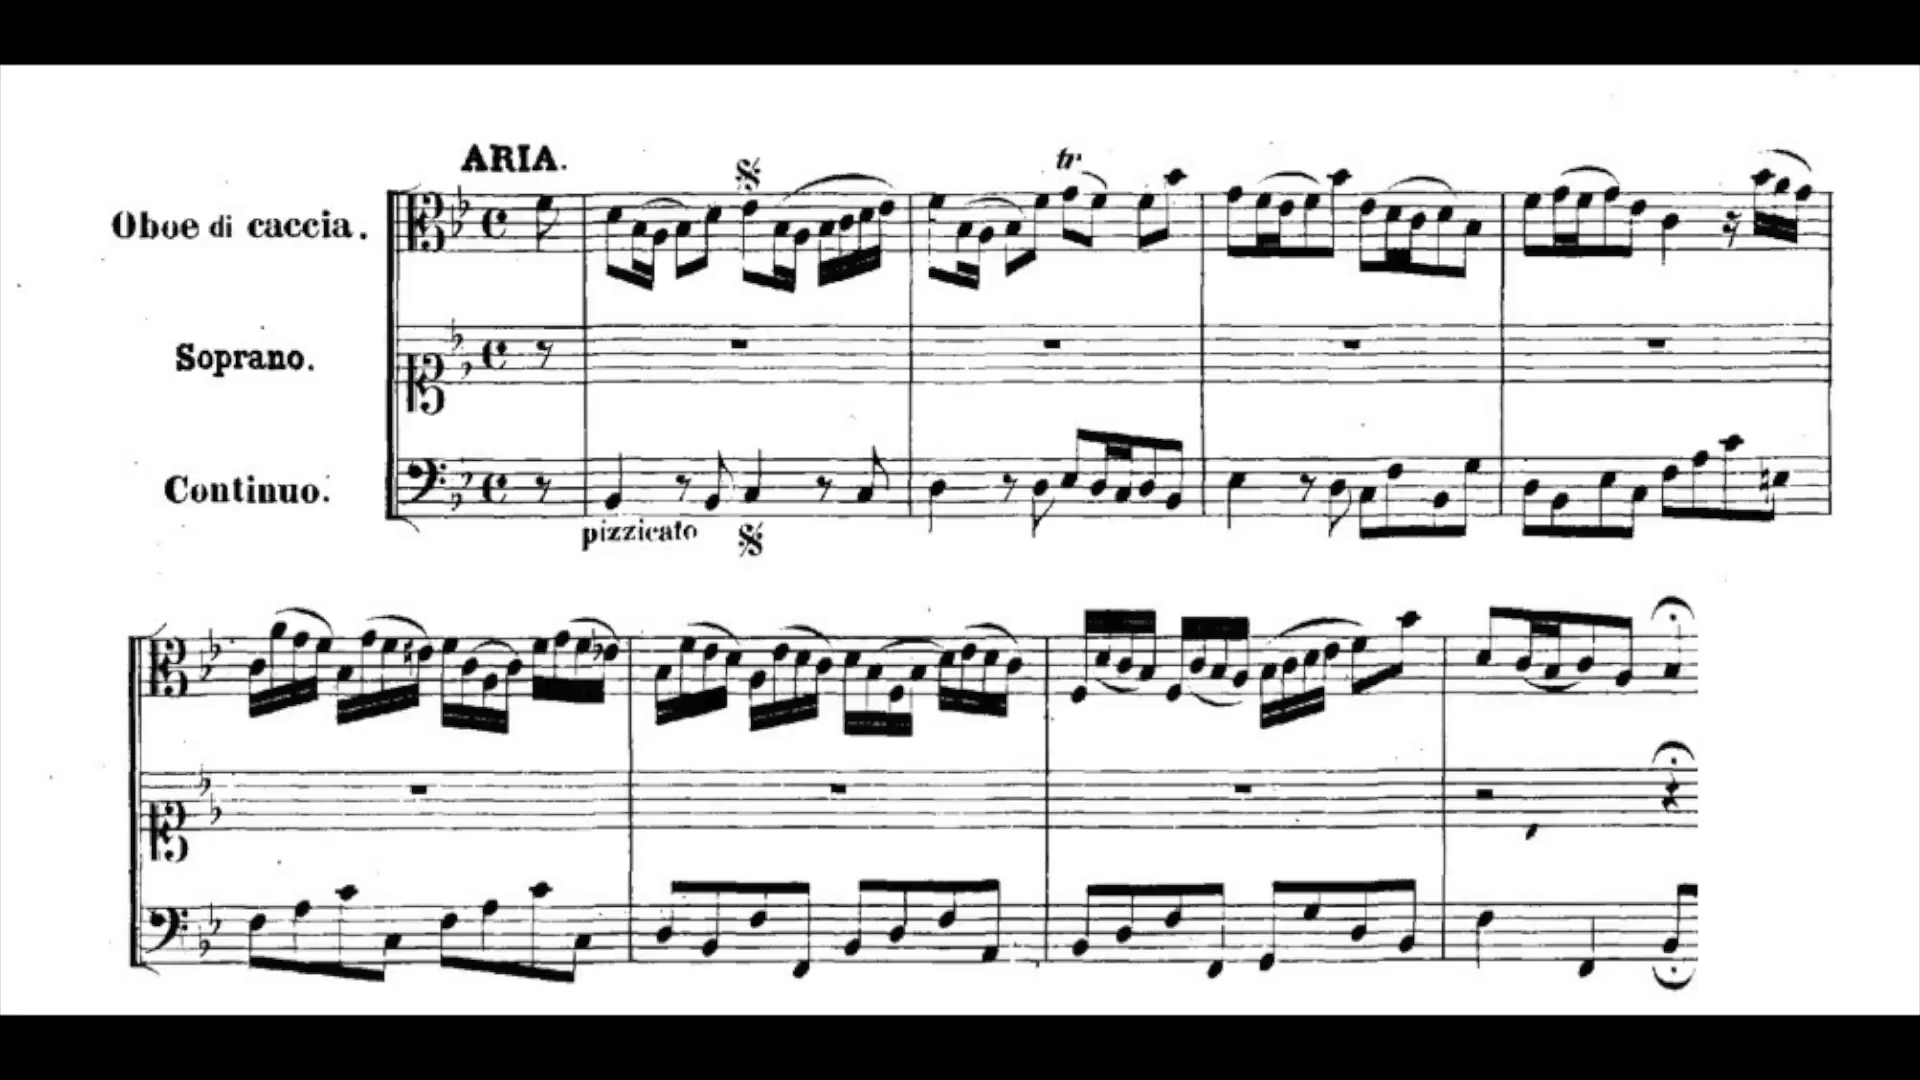 ARIA.
tr
Oboe di caccia.
Soprano.
Continuo.
pizzicato